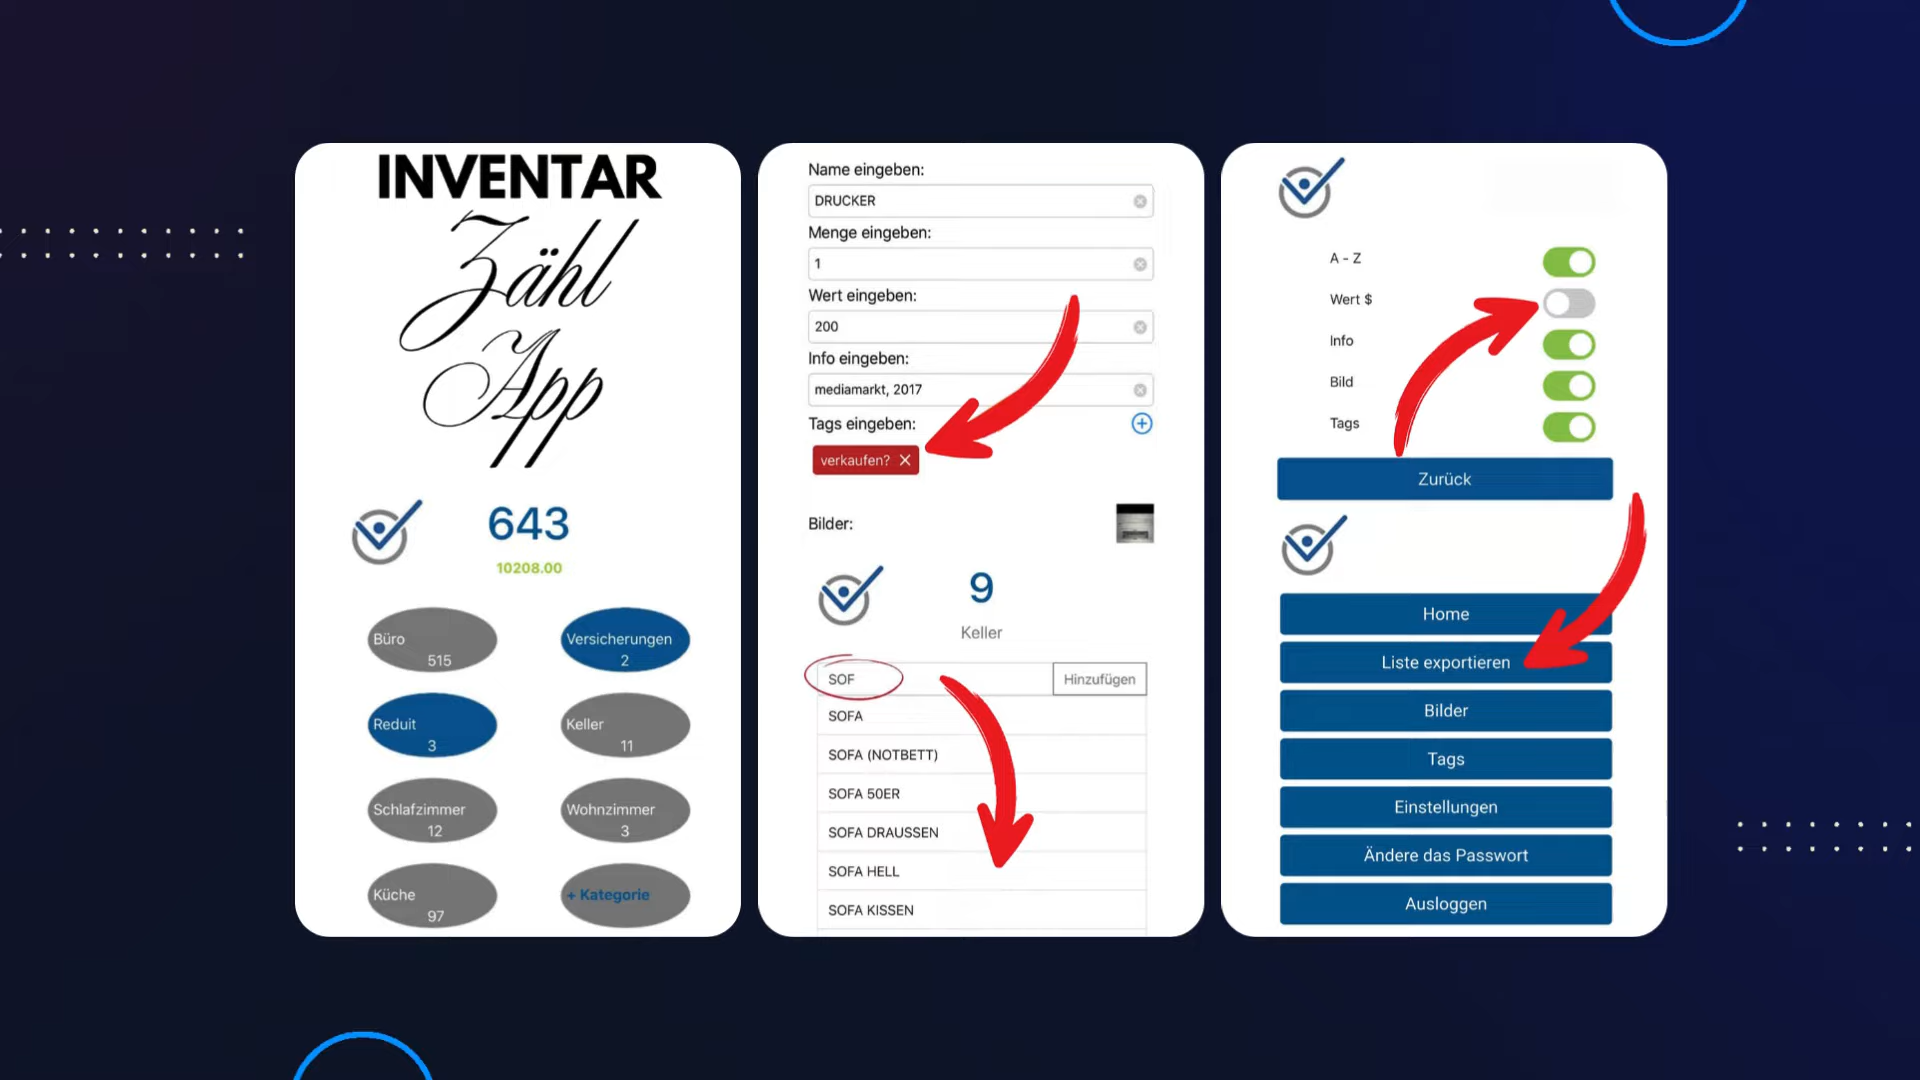 INVENTAR
Zähl
App
643
10208.00
Büro
515
Versicherungen
2
Reduit
3
Keller
11
Schlafzimmer
12
Wohnzimmer
3
Küche
97
+ Kategorie
Name eingeben:
DRUCKER
Menge eingeben:
1
Wert eingeben:
200
Info eingeben:
mediamarkt, 2017
Tags eingeben:
verkaufen? X
Bilder:
9
Keller
SOF
Hinzufügen
SOFA
SOFA (NOTBETT)
SOFA 50ER
SOFA DRAUSSEN
SOFA HELL
SOFA KISSEN
A - Z
Wert $
Info
Bild
Tags
Zurück
Home
Liste exportieren
Bilder
Tags
Einstellungen
Ändere das Passwort
Ausloggen